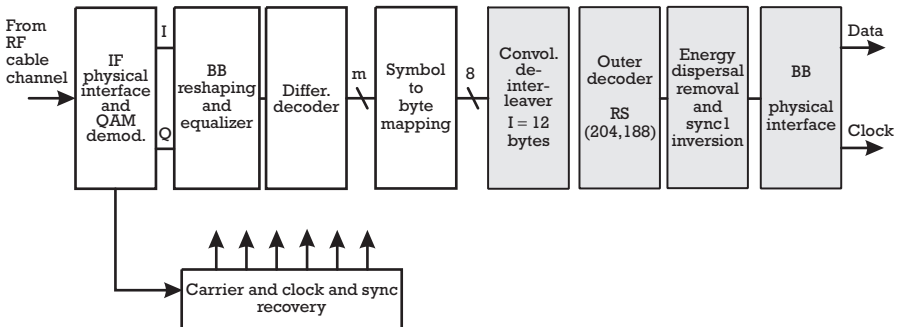 From
RF
cable
channel
IF
physical
interface
and
QAM
demod.
I
Q
BB
reshaping
and
equalizer
Differ.
decoder
m
Symbol
to
byte
mapping
8
Convol.
de-
inter-
leaver
I = 12
bytes
Outer
decoder
RS
(204,188)
Energy
dispersal
removal
and
sync1
inversion
BB
physical
interface
Data
Clock
Carrier and clock and sync
recovery